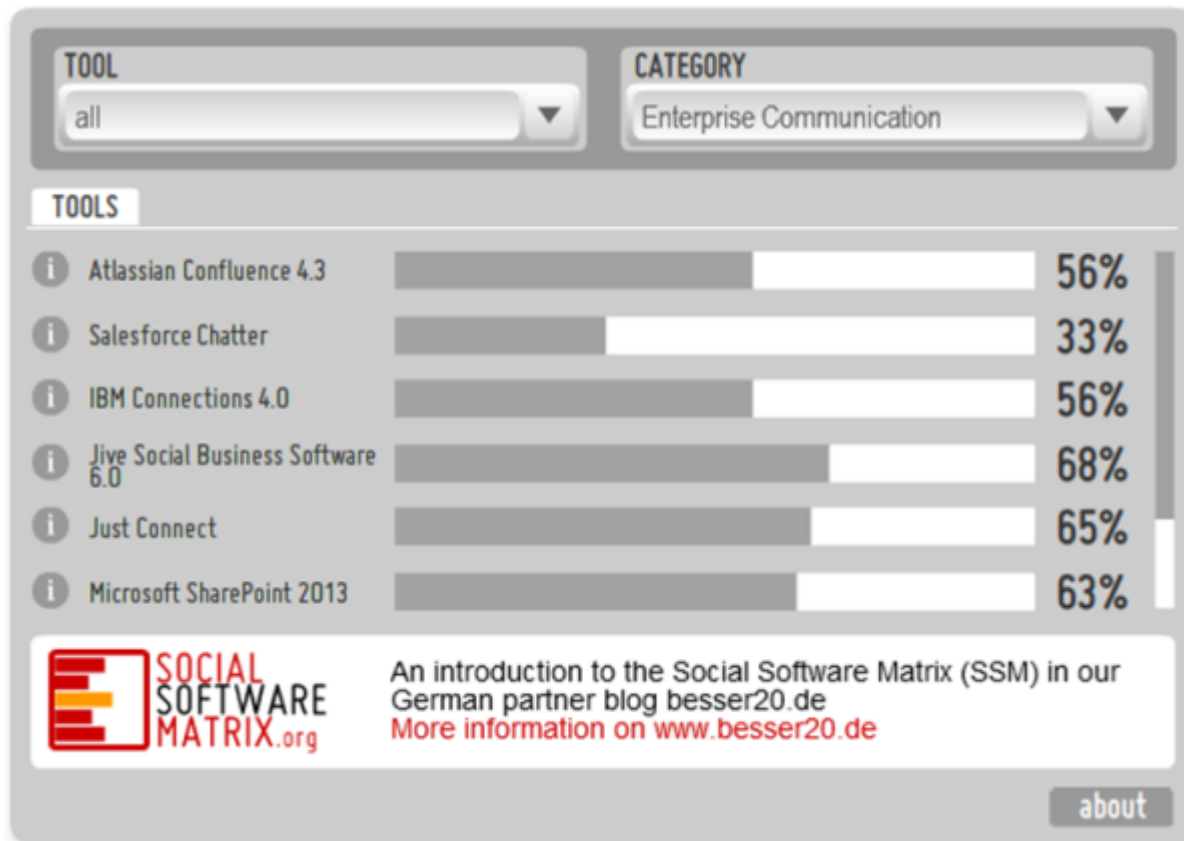 TOOL
CATEGORY
all
Enterprise Communication
TOOLS
i Atlassian Confluence 4.3 56%
i Salesforce Chatter 33%
i IBM Connections 4.0 56%
i Jive Social Business Software
6.0 68%
i Just Connect 65%
i Microsoft SharePoint 2013 63%
SOCIAL
SOFTWARE
MATRIX.org
An introduction to the Social Software Matrix (SSM) in our
German partner blog besser20.de
More information on www.besser20.de
about